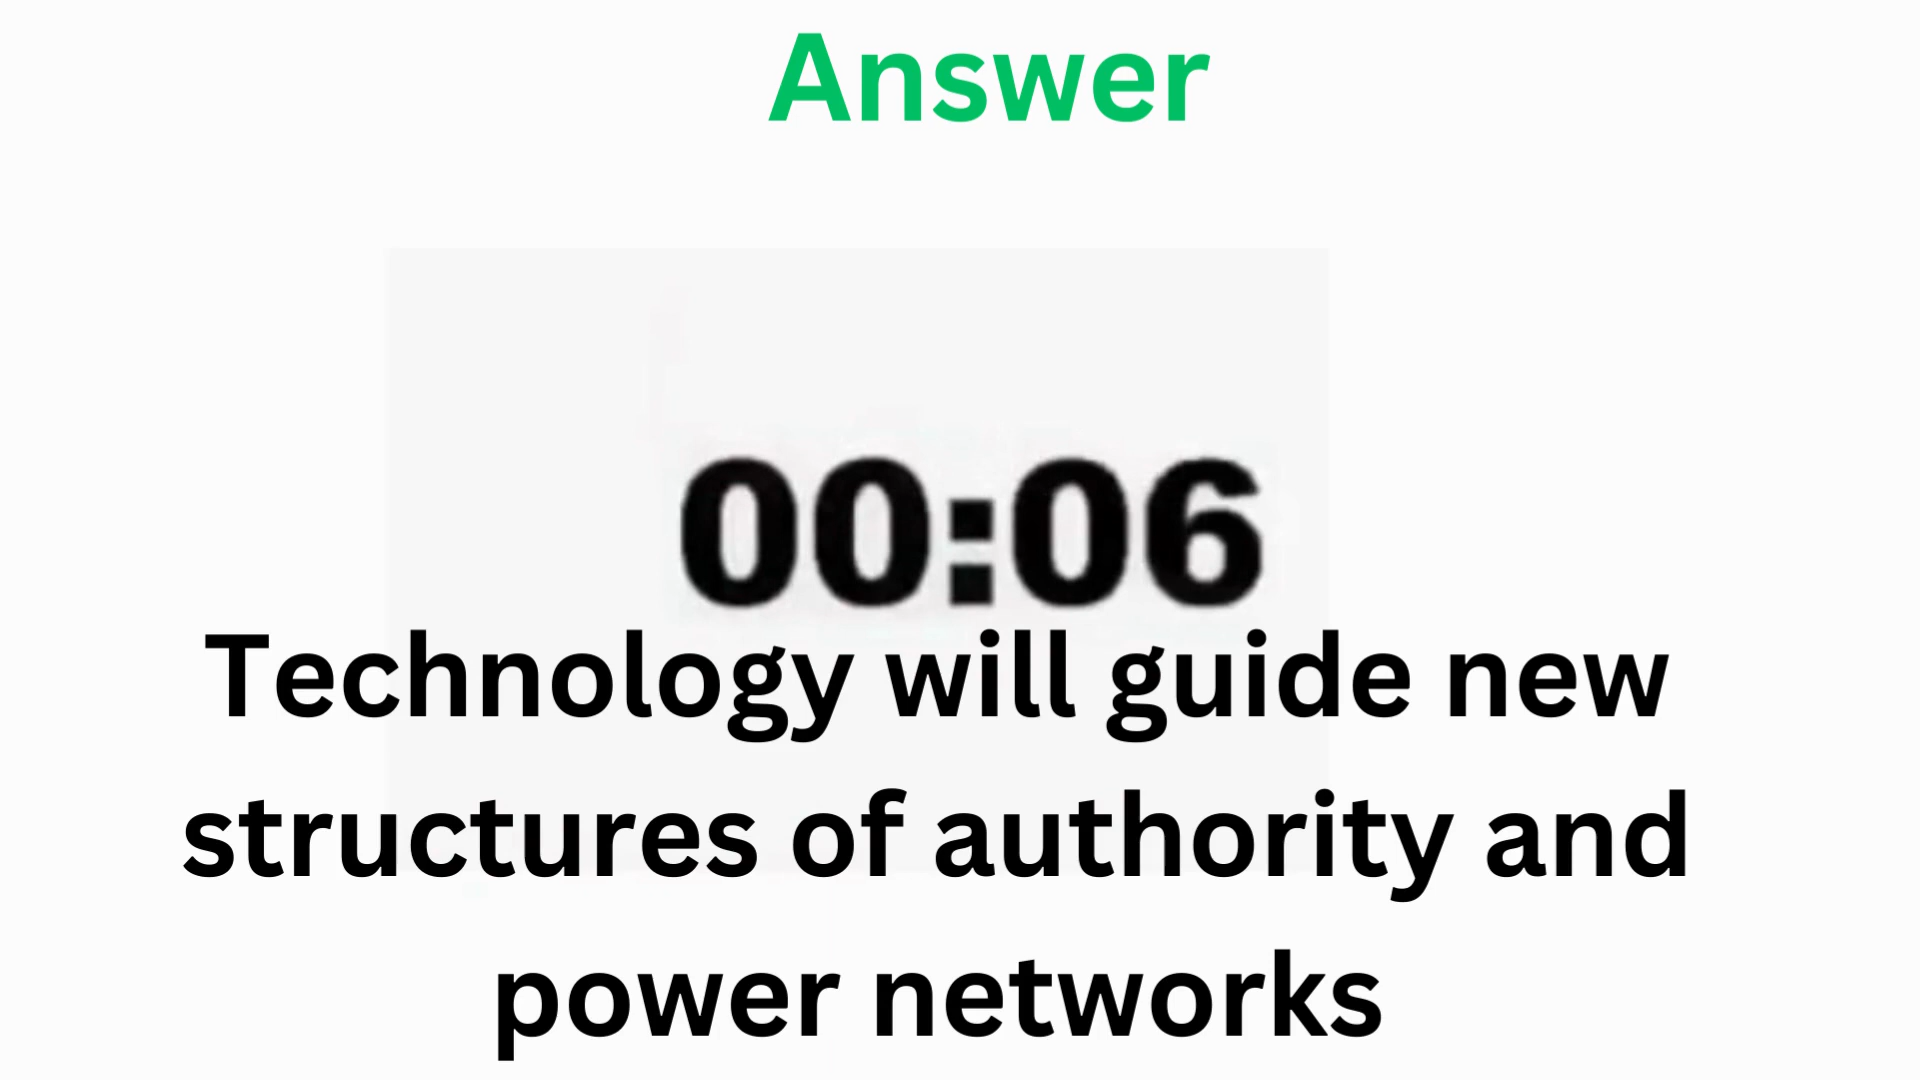 Answer
00:06
Technology will guide new
structures of authority and
power networks